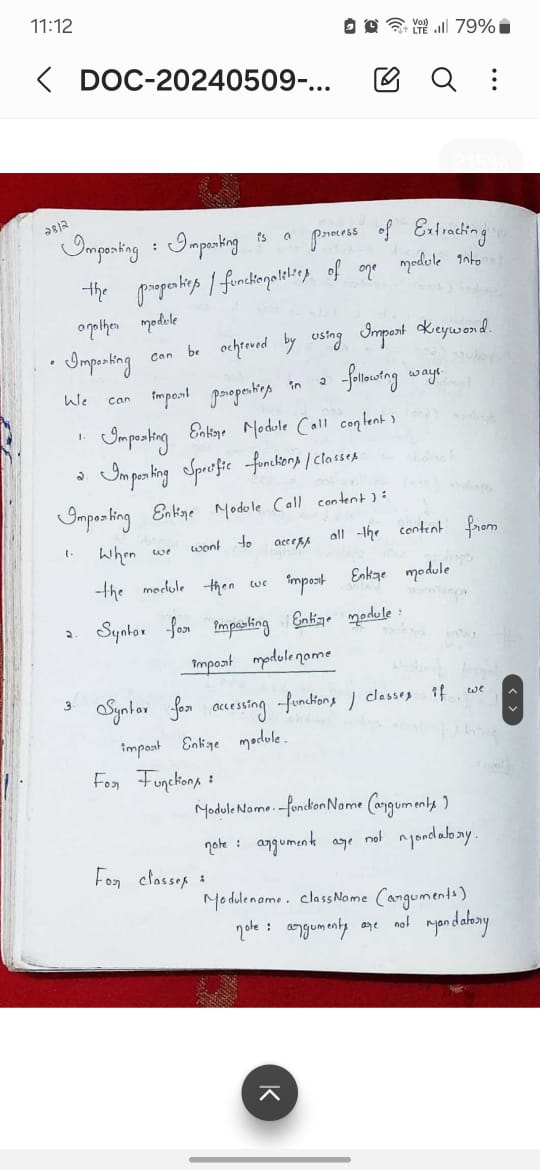 11:12
Vo)) LTE 79%
DOC-20240509-...
28|2
Importing : Importing is a process of Extracting
the properties / functionalities of one module into
another module
• Importing can be achieved by using Import Keyword.
We can import properties in 2 following ways
1. Importing Entire Module (all content)
2 Importing Specific functions / classes
Importing Entire Module (all content) :
1. When we want to access all the content from
the module then we import Entire module
2. Syntax for importing Entire module :
import modulename
3. Syntax for accessing functions / classes if we
import Entire module.
For Functions :
ModuleName.functionName (arguments)
note : argument are not mandatory.
For classes :
Modulename. className (arguments)
note : arguments are not mandatory